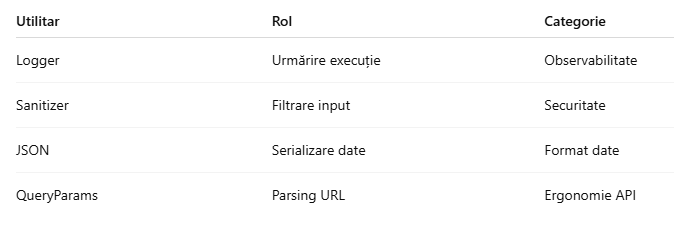 Utilitar Rol Categorie
Logger Urmărire execuție Observabilitate
Sanitizer Filtrare input Securitate
JSON Serializare date Format date
QueryParams Parsing URL Ergonomie API